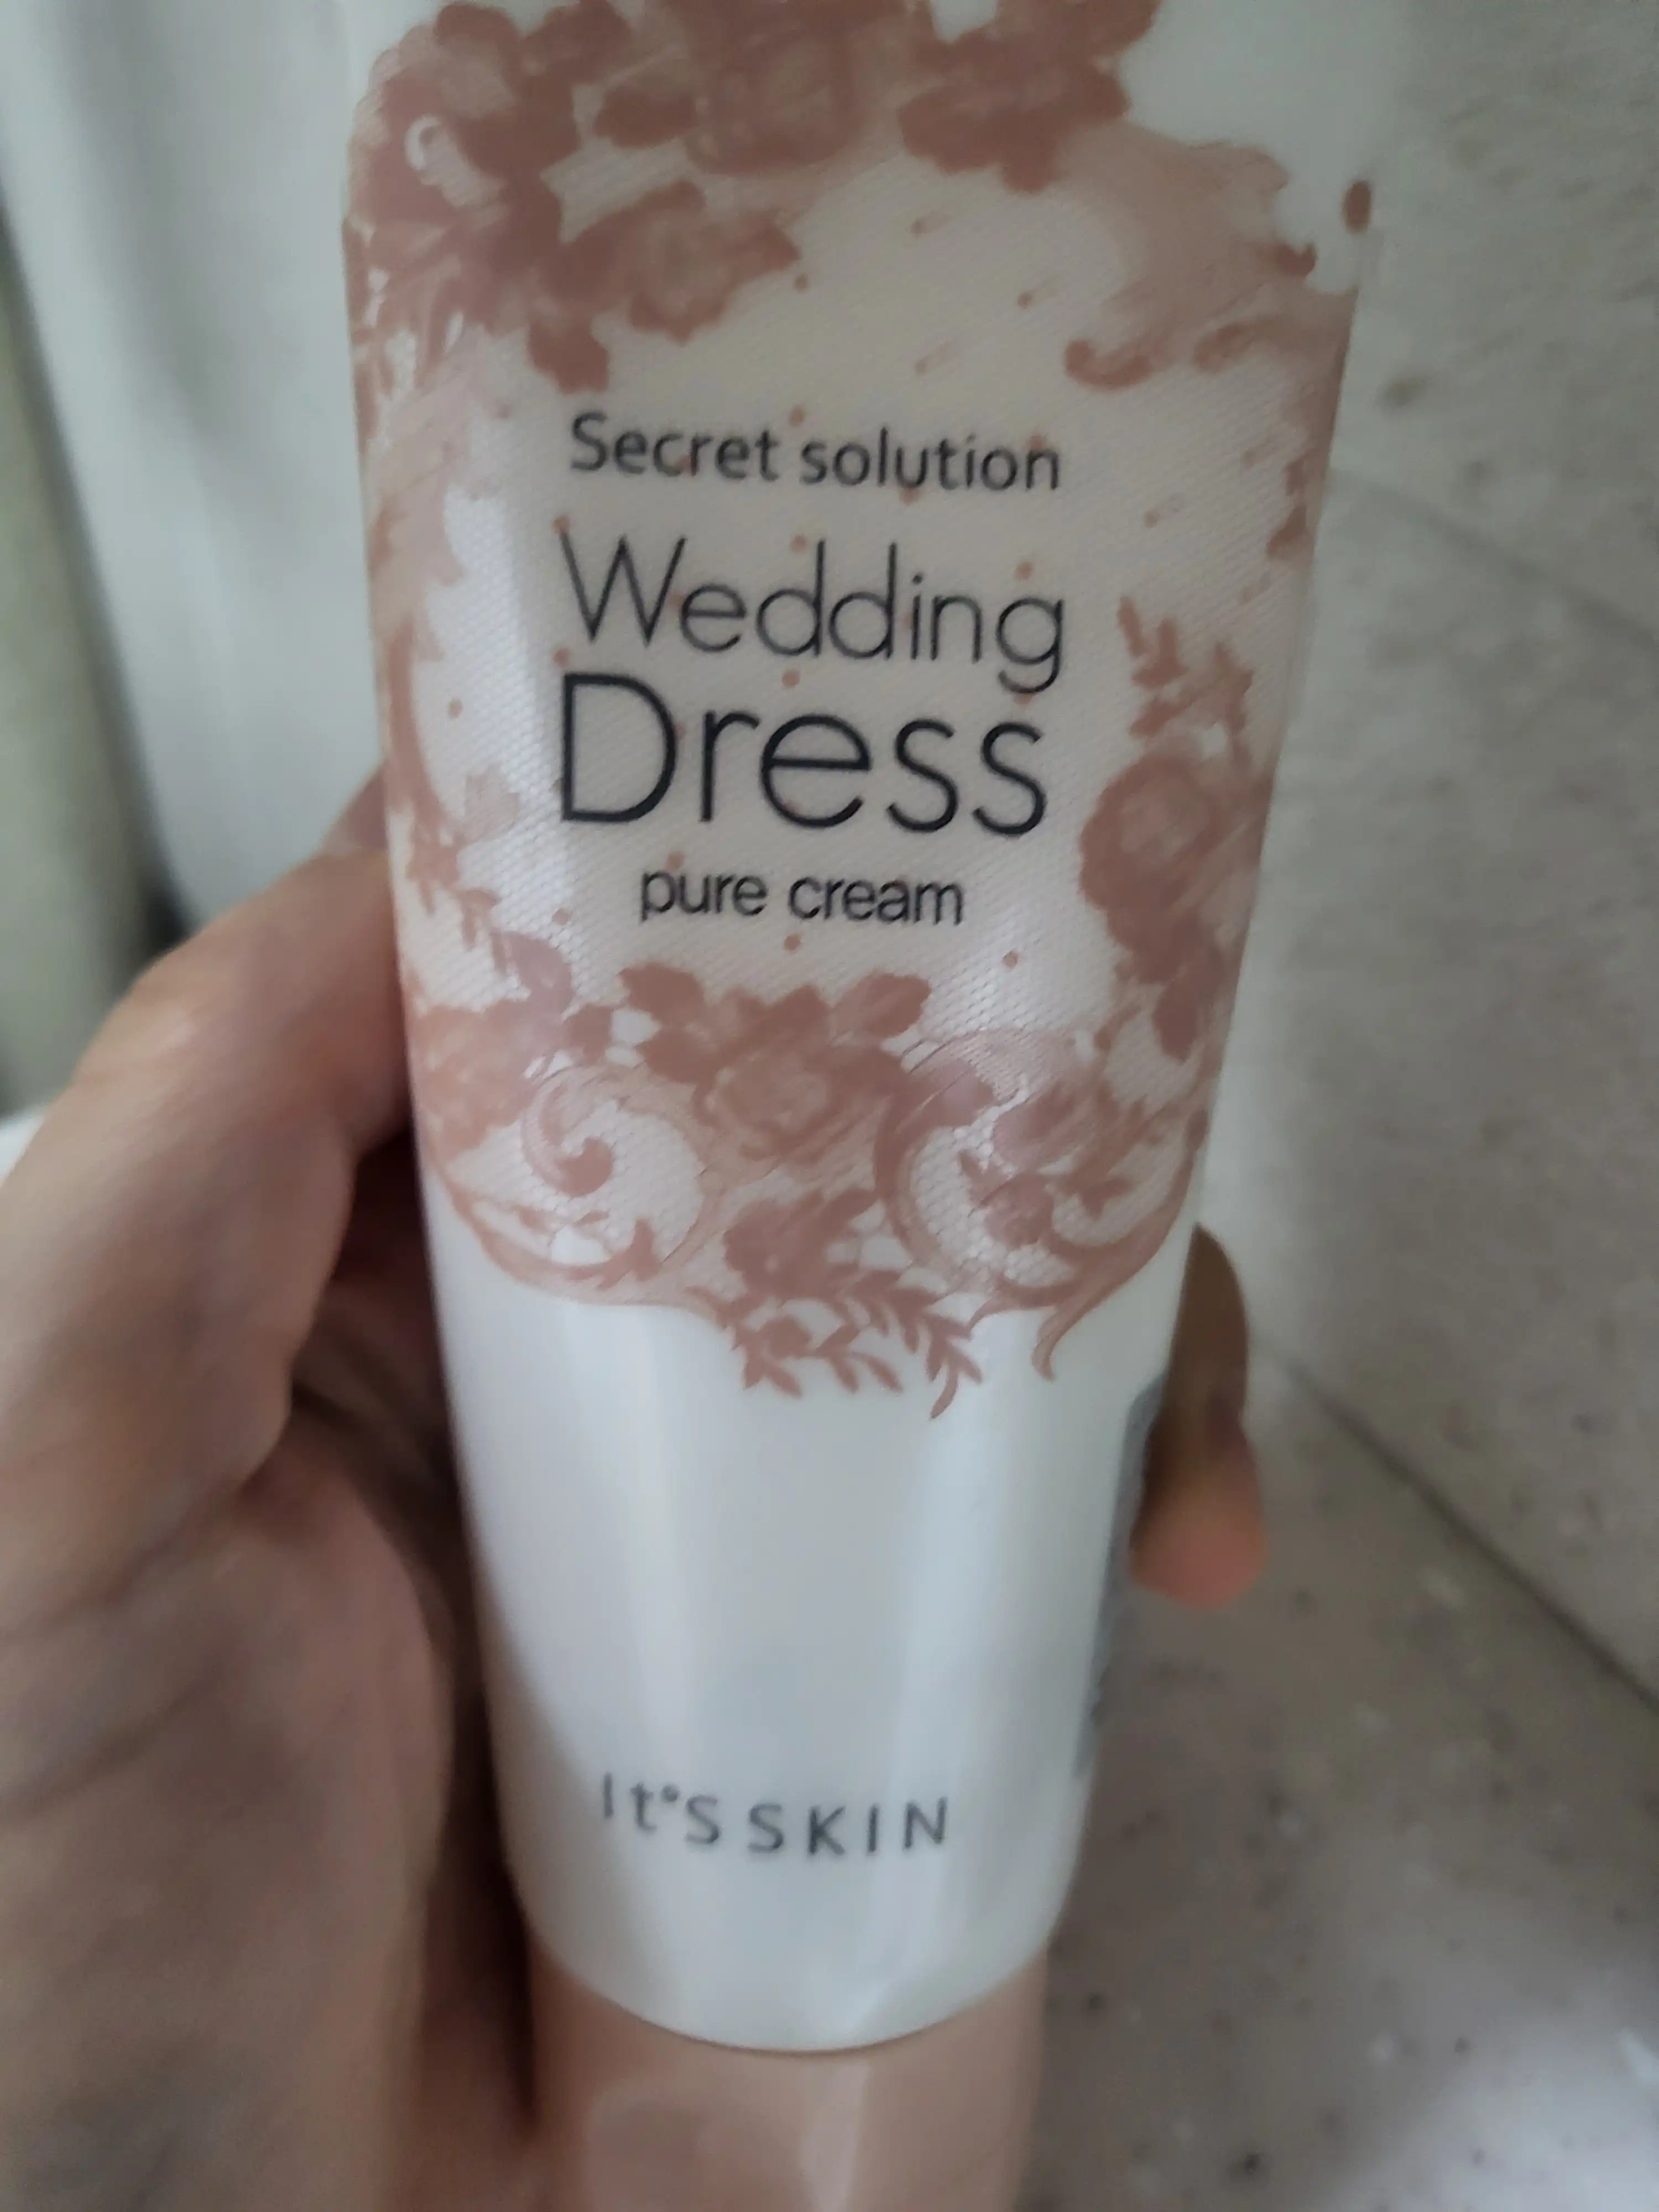 Secret solution
Wedding
Dress
pure cream
It'S SKIN